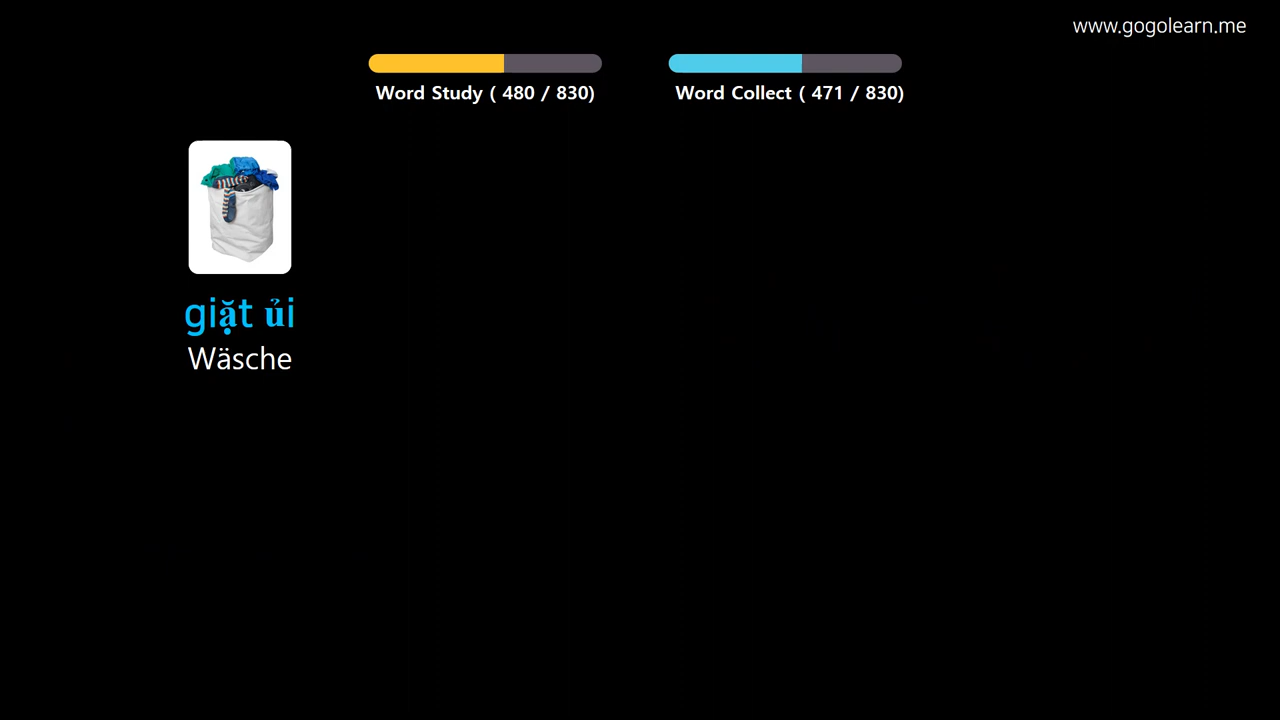 www.gogolearn.me
Word Study ( 480 / 830)
Word Collect ( 471 / 830)
giặt ủi
Wäsche